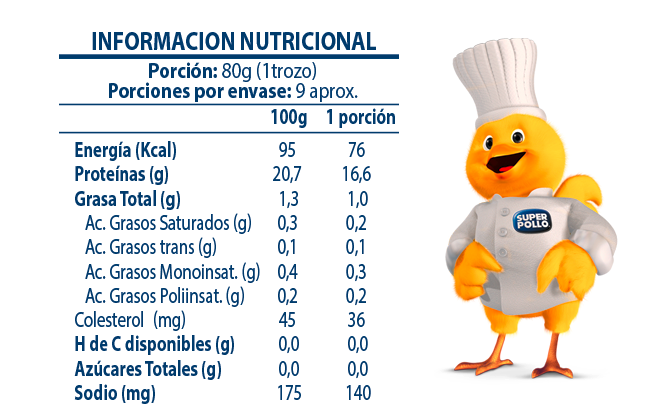 INFORMACION NUTRICIONAL
Porción: 80g (1trozo)
Porciones por envase: 9 aprox.
100g 1 porción
Energía (Kcal) 95 76
Proteínas (g) 20,7 16,6
Grasa Total (g) 1,3 1,0
Ac. Grasos Saturados (g) 0,3 0,2
Ac. Grasos trans (g) 0,1 0,1
Ac. Grasos Monoinsat. (g) 0,4 0,3
Ac. Grasos Poliinsat. (g) 0,2 0,2
Colesterol (mg) 45 36
H de C disponibles (g) 0,0 0,0
Azúcares Totales (g) 0,0 0,0
Sodio (mg) 175 140
SUPER
POLLO